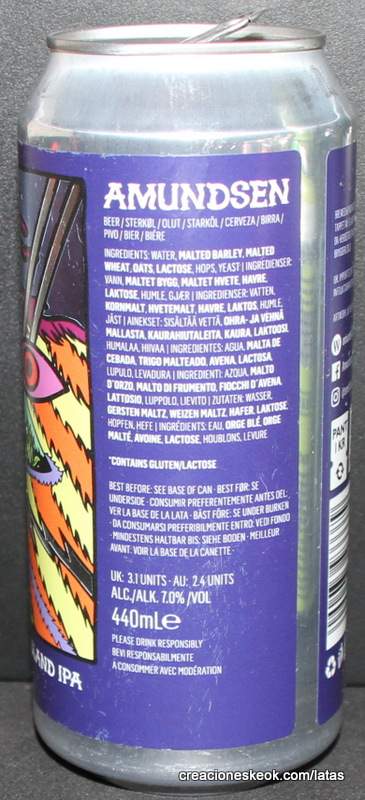 AMUNDSEN
BEER / STERKØL / OLUT / STARKÖL / CERVEZA / BIRRA /
PIVO / BIER / BIÈRE
INGREDIENTS: WATER, MALTED BARLEY, MALTED
WHEAT, OATS, LACTOSE, HOPS, YEAST | INGREDIENSER:
VANN, MALTET BYGG, MALTET HVETE, HAVRE,
LAKTOSE, HUMLE, GJÆR | INGREDIENSER: VATTEN,
KORNMALT, HVETEMALT, HAVRE, LAKTOS, HUMLE,
JÄST | AINEKSET: SISÄLTÄÄ VETTÄ, OHRA- JA VEHNÄ
MALLASTA, KAURAHIUTALEITA, KAURA, LAKTOOSI,
HUMALAA, HIIVAA | INGREDIENTES: AGUA, MALTA DE
CEBADA, TRIGO MALTEADO, AVENA, LACTOSA,
LUPULO, LEVADURA | INGREDIENTI: AZQUA, MALTO
D'ORZO, MALTO DI FRUMENTO, FIOCCHI D'AVENA,
LATTOSIO, LUPPOLO, LIEVITO | ZUTATEN: WASSER,
GERSTEN MALTZ, WEIZEN MALTZ, HAFER, LAKTOSE,
HOPFEN, HEFE | INGRÉDIENTS: EAU, ORGE BLÉ, ORGE
MALTÉ, AVOINE, LACTOSE, HOUBLONS, LEVURE
*CONTAINS GLUTEN/LACTOSE
BEST BEFORE: SEE BASE OF CAN · BEST FØR: SE
UNDERSIDE · CONSUMIR PREFERENTEMENTE ANTES DEL:
VER LA BASE DE LA LATA · BÄST FÖRE: SE UNDER BURKEN
· DA CONSUMARSI PREFERIBILMENTE ENTRO: VEDI FONDO
· MINDESTENS HALTBAR BIS: SIEHE BODEN · MEILLEUR
AVANT: VOIR LA BASE DE LA CANETTE ·
UK: 3.1 UNITS · AU: 2.4 UNITS
ALC./ALK. 7.0% /VOL
440mL℮
PLEASE DRINK RESPONSIBLY
BEVI RESPONSABILMENTE
A CONSOMMER AVEC MODÉRATION
LAND IPA
PANT
1 KR
creacioneskeok.com/latas